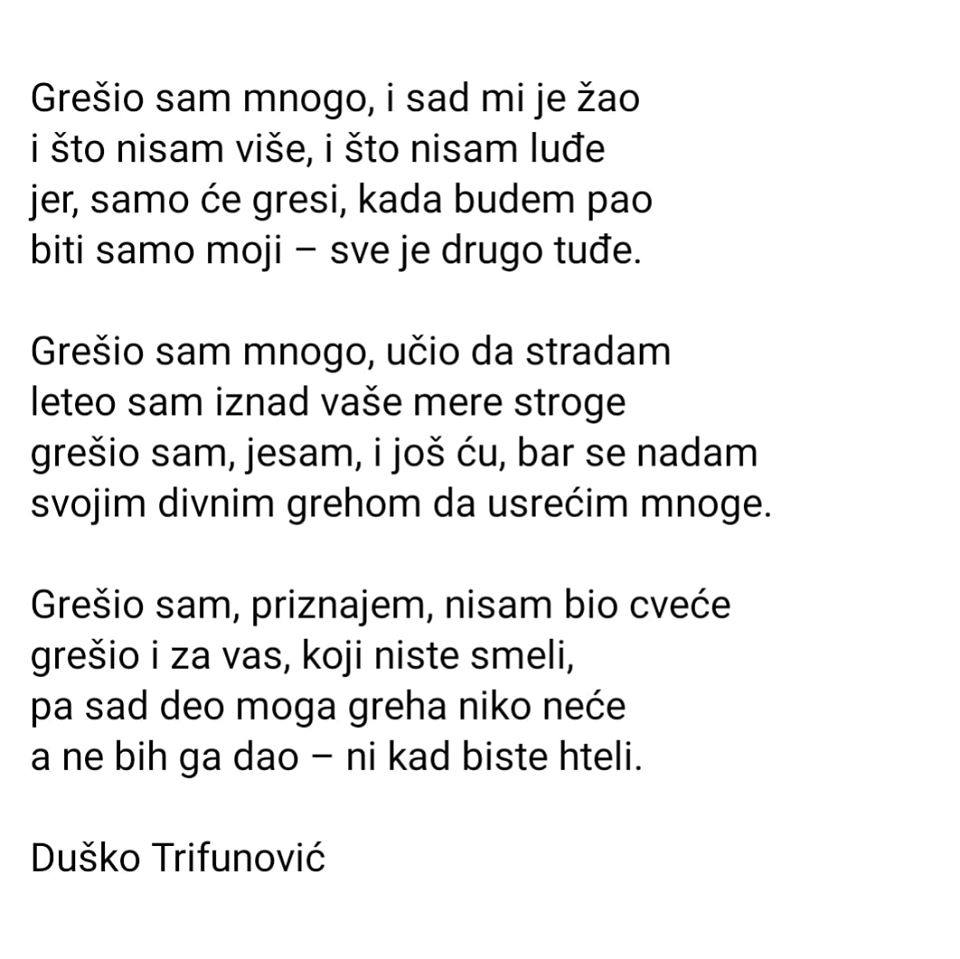 Grešio sam mnogo, i sad mi je žao
i što nisam više, i što nisam luđe
jer, samo će gresi, kada budem pao
biti samo moji – sve je drugo tuđe.
Grešio sam mnogo, učio da stradam
leteo sam iznad vaše mere stroge
grešio sam, jesam, i još ću, bar se nadam
svojim divnim grehom da usrećim mnoge.
Grešio sam, priznajem, nisam bio cveće
grešio i za vas, koji niste smeli,
pa sad deo moga greha niko neće
a ne bih ga dao – ni kad biste hteli.
Duško Trifunović